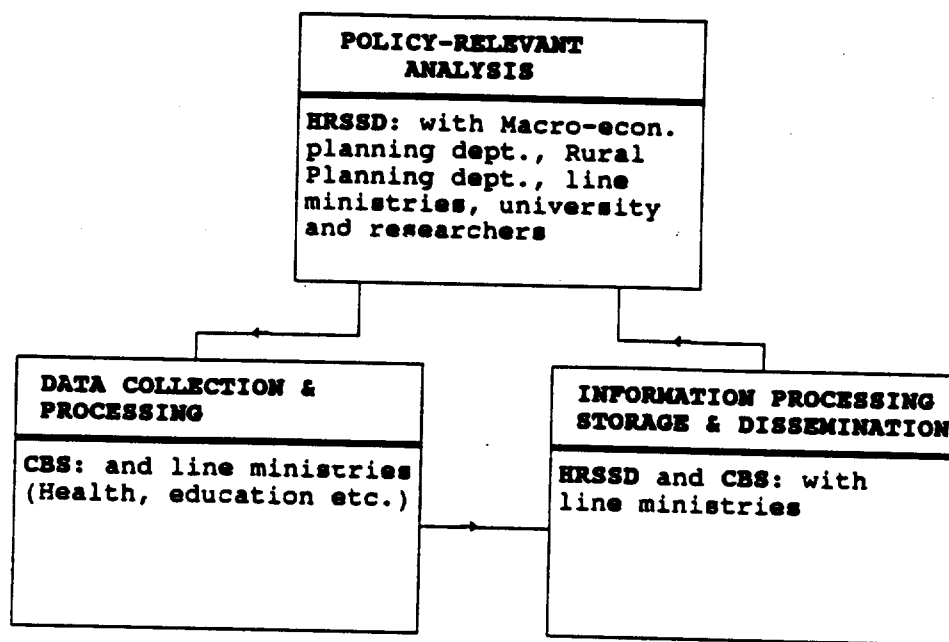 POLICY-RELEVANT
ANALYSIS
HRSSD: with Macro-econ.
planning dept., Rural
Planning dept., line
ministries, university
and researchers
DATA COLLECTION &
PROCESSING
CBS: and line ministries
(Health, education etc.)
INFORMATION PROCESSING
STORAGE & DISSEMINATION
HRSSD and CBS: with
line ministries